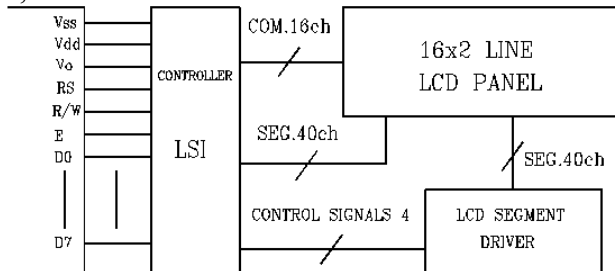 Vss
Vdd
Vo
RS
R/W
E
D0
D7
CONTROLLER
LSI
COM.16ch
SEG.40ch
CONTROL SIGNALS 4
16x2 LINE
LCD PANEL
SEG.40ch
LCD SEGMENT
DRIVER